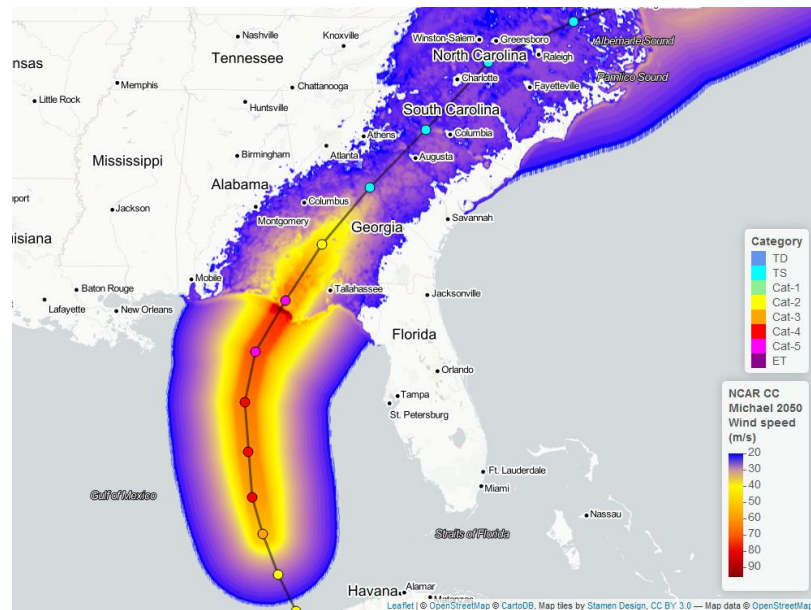 Nashville
Knoxville
Winston-Salem
Greensboro
Albemarle Sound
Tennessee
North Carolina
Raleigh
nsas
Memphis
Chattanooga
Charlotte
Pamlico Sound
Little Rock
Huntsville
Fayetteville
South Carolina
Athens
Columbia
Mississippi
Birmingham
Atlanta
Augusta
Alabama
Columbus
Jackson
Montgomery
Georgia
Savannah
port
uisiana
Mobile
Baton Rouge
Tallahassee
Jacksonville
Lafayette
New Orleans
Florida
Orlando
Tampa
St. Petersburg
Gulf of Mexico
Ft. Lauderdale
Miami
Nassau
Straits of Florida
Havana
Alamar
Matanzas
Category
TD
TS
Cat-1
Cat-2
Cat-3
Cat-4
Cat-5
ET
NCAR CC
Michael 2050
Wind speed
(m/s)
20
30
40
50
60
70
80
90
Leaflet | © OpenStreetMap © CartoDB, Map tiles by Stamen Design, CC BY 3.0 — Map data © OpenStreetMap